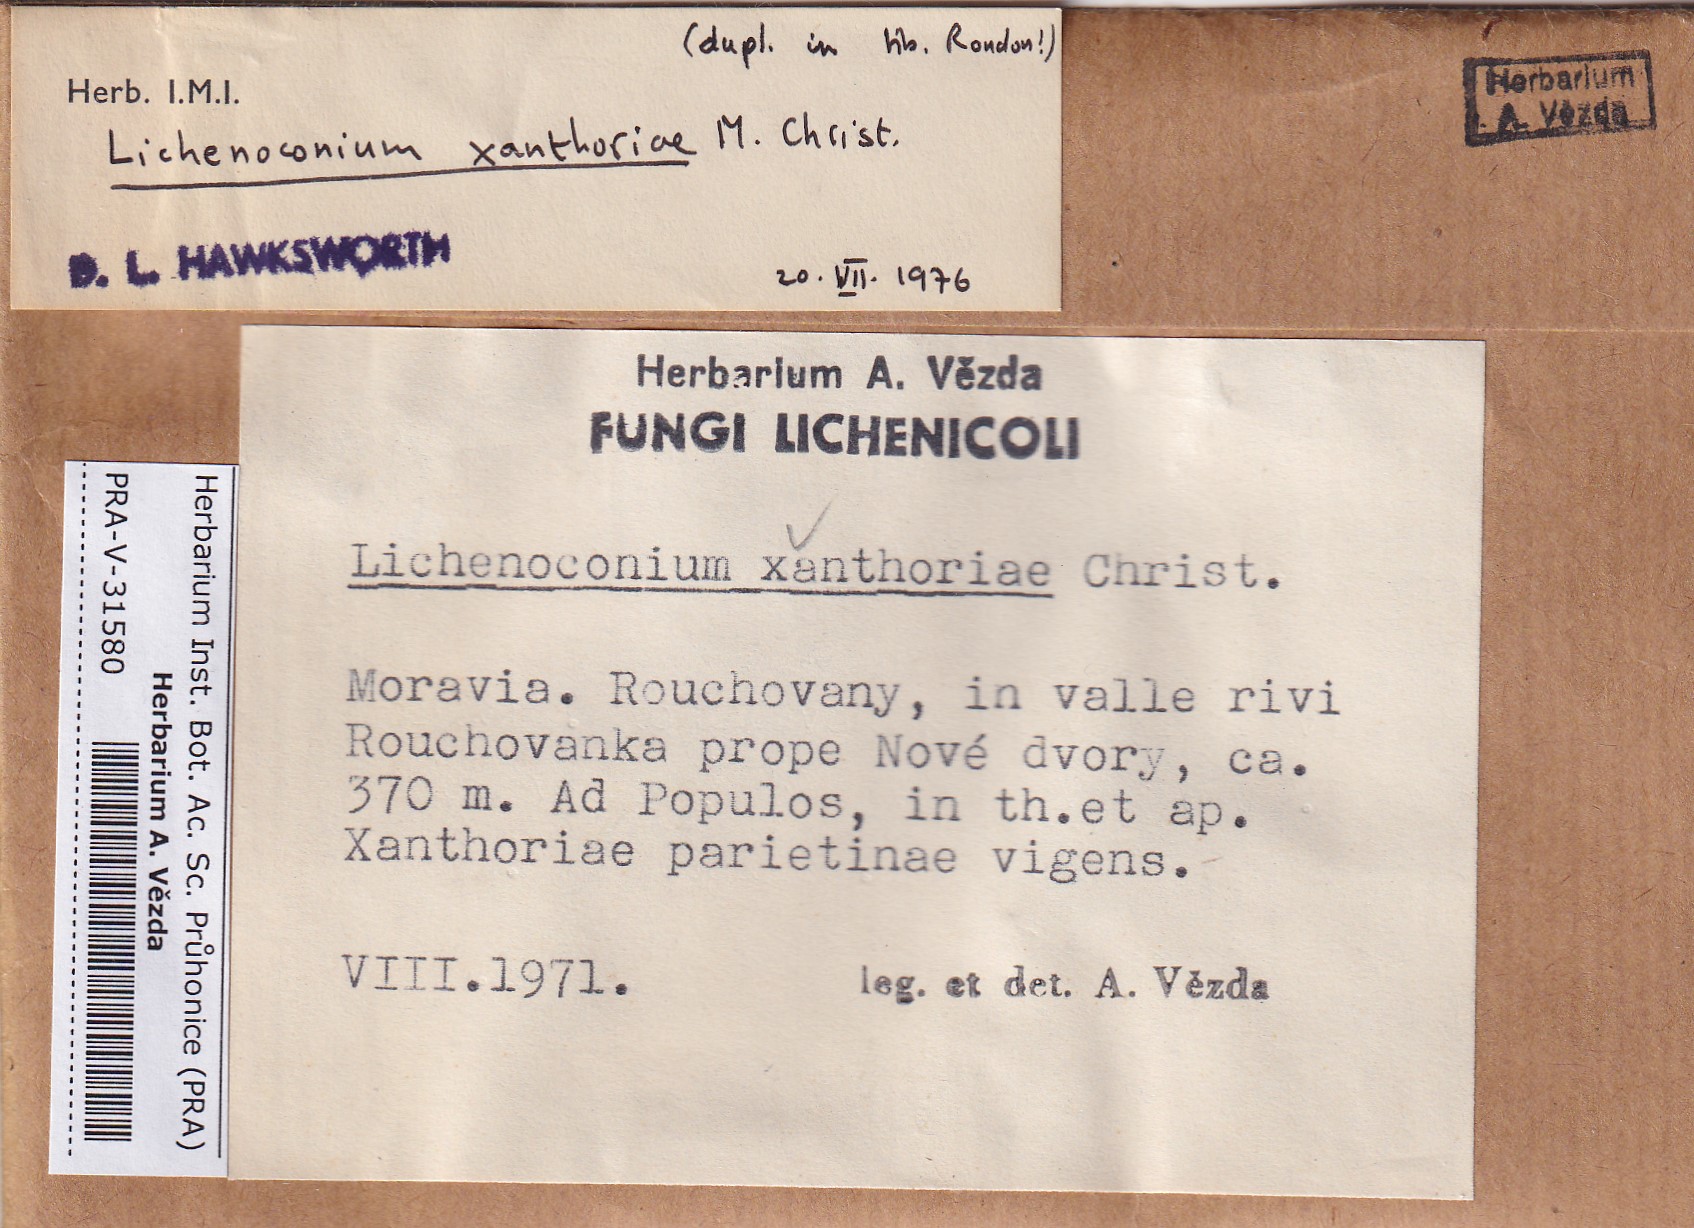 (dupl. in hb. Rondon!)
Herb. I.M.I.
Lichenoconium xanthoriae M. Christ.
D. L. HAWKSWORTH
20. VII. 1976
Herbarium
A. Vězda
Herbarium A. Vězda
FUNGI LICHENICOLI
Lichenoconium xanthoriae Christ.
Moravia. Rouchovany, in valle rivi
Rouchovanka prope Nové dvory, ca.
370 m. Ad Populos, in th.et ap.
Xanthoriae parietinae vigens.
VIII.1971.
leg. et det. A. Vězda
Herbarium Inst. Bot. Ac. Sc. Průhonice (PRA)
Herbarium A. Vězda
PRA-V-31580